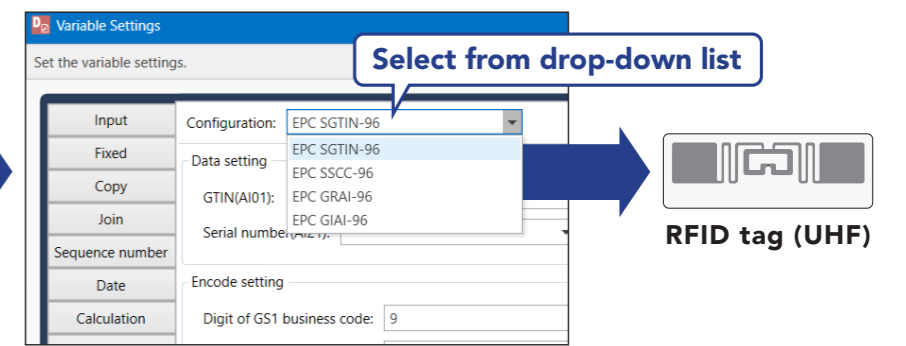 Variable Settings
Set the variable settings.
Select from drop-down list
Input
Fixed
Copy
Join
Sequence number
Date
Calculation
Configuration: EPC SGTIN-96
EPC SGTIN-96
EPC SSCC-96
EPC GRAI-96
EPC GIAI-96
Data setting
GTIN(AI01):
Serial number(AI21):
Encode setting
Digit of GS1 business code: 9
RFID tag (UHF)